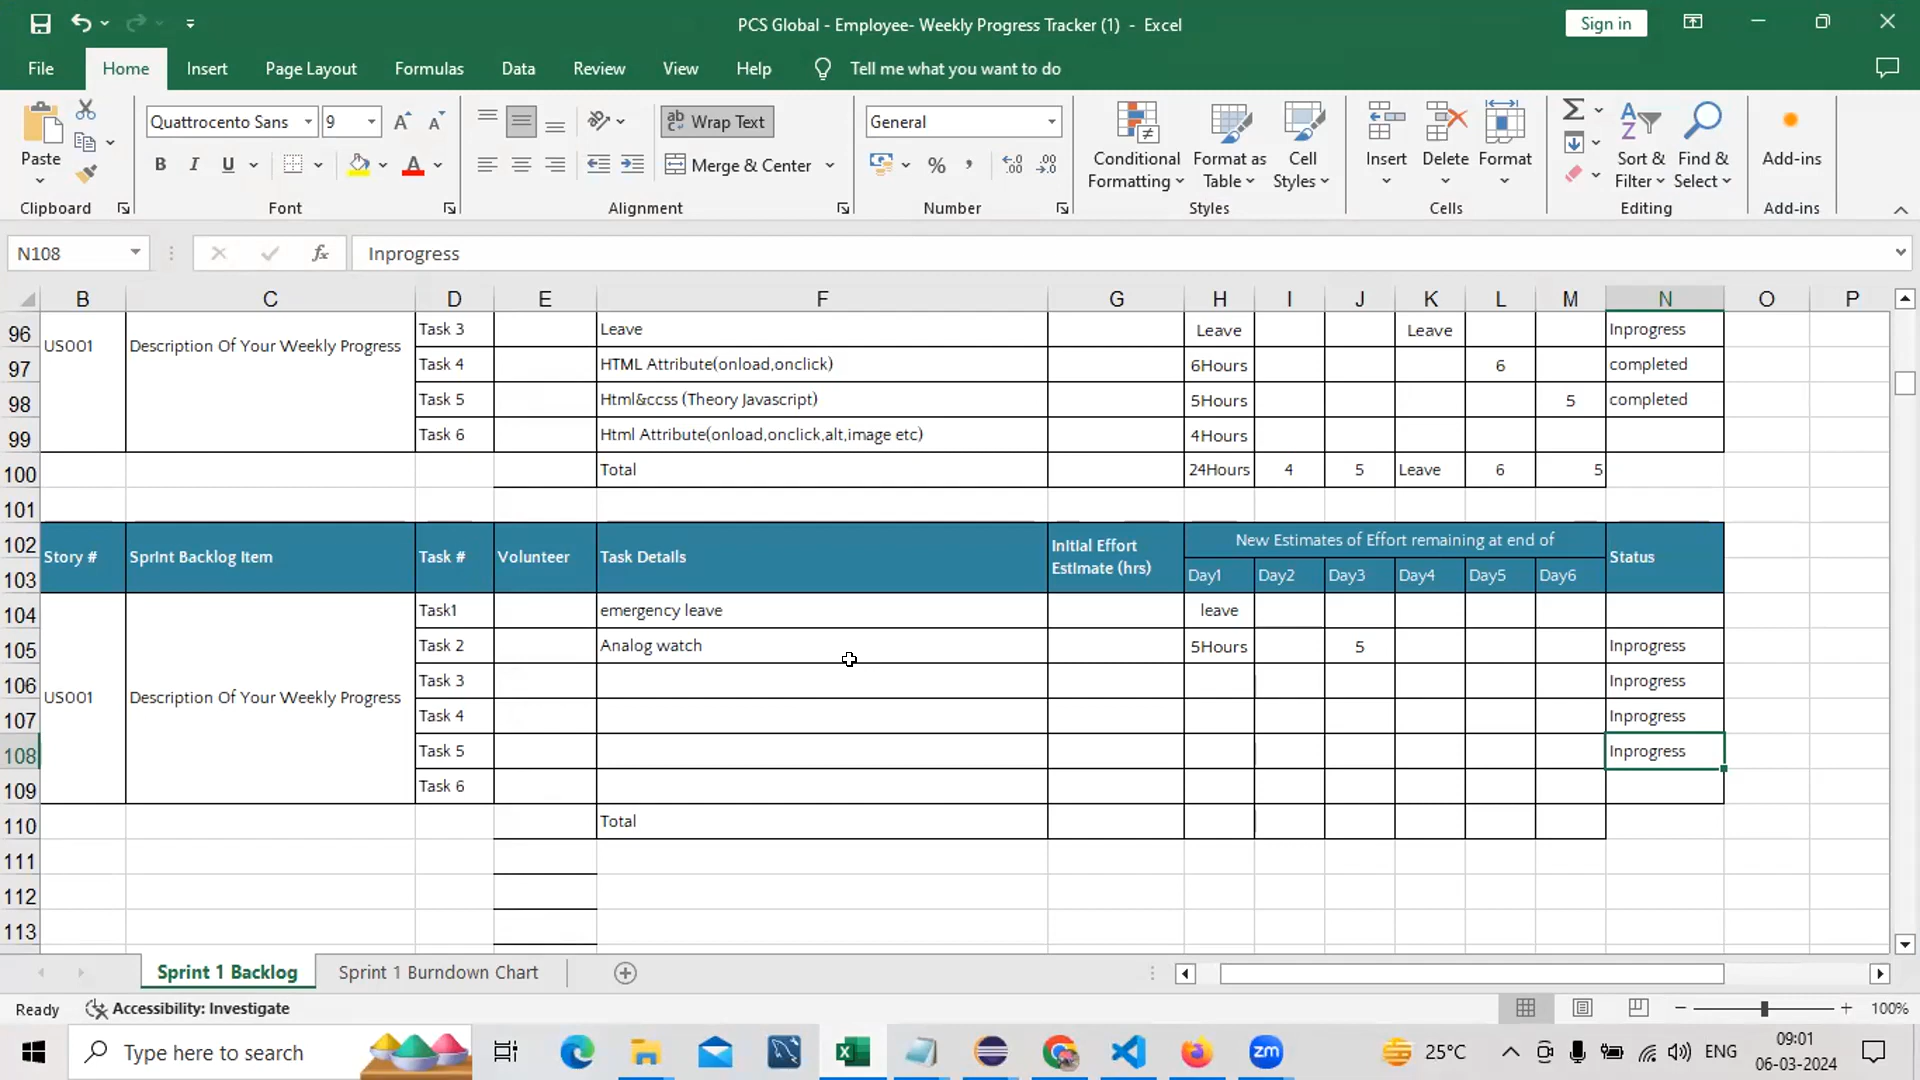 PCS Global - Employee- Weekly Progress Tracker (1) - Excel
Sign in
File Home Insert Page Layout Formulas Data Review View Help Tell me what you want to do
Quattrocento Sans 9
ab Wrap Text
General
Paste
B I U
Merge & Center
% ,
Conditional Formatting
Format as Table
Cell Styles
Insert Delete Format
Sort & Filter
Find & Select
Add-ins
Clipboard Font Alignment Number Styles Cells Editing Add-ins
N108 fx Inprogress
B C D E F G H I J K L M N O P
96 US001 Description Of Your Weekly Progress Task 3 Leave Leave Leave Inprogress
97 Task 4 HTML Attribute(onload,onclick) 6Hours 6 completed
98 Task 5 Html&ccss (Theory Javascript) 5Hours 5 completed
99 Task 6 Html Attribute(onload,onclick,alt,image etc) 4Hours
100 Total 24Hours 4 5 Leave 6 5
101
102 Story # Sprint Backlog Item Task # Volunteer Task Details Initial Effort Estimate (hrs) New Estimates of Effort remaining at end of Status
103 Day1 Day2 Day3 Day4 Day5 Day6
104 Task1 emergency leave leave
105 Task 2 Analog watch 5Hours 5 Inprogress
106 Task 3 Inprogress
107 US001 Description Of Your Weekly Progress Task 4 Inprogress
108 Task 5 Inprogress
109 Task 6
110 Total
111
112
113
Sprint 1 Backlog Sprint 1 Burndown Chart
Ready Accessibility: Investigate 100%
Type here to search
zm
25°C
ENG
09:01
06-03-2024